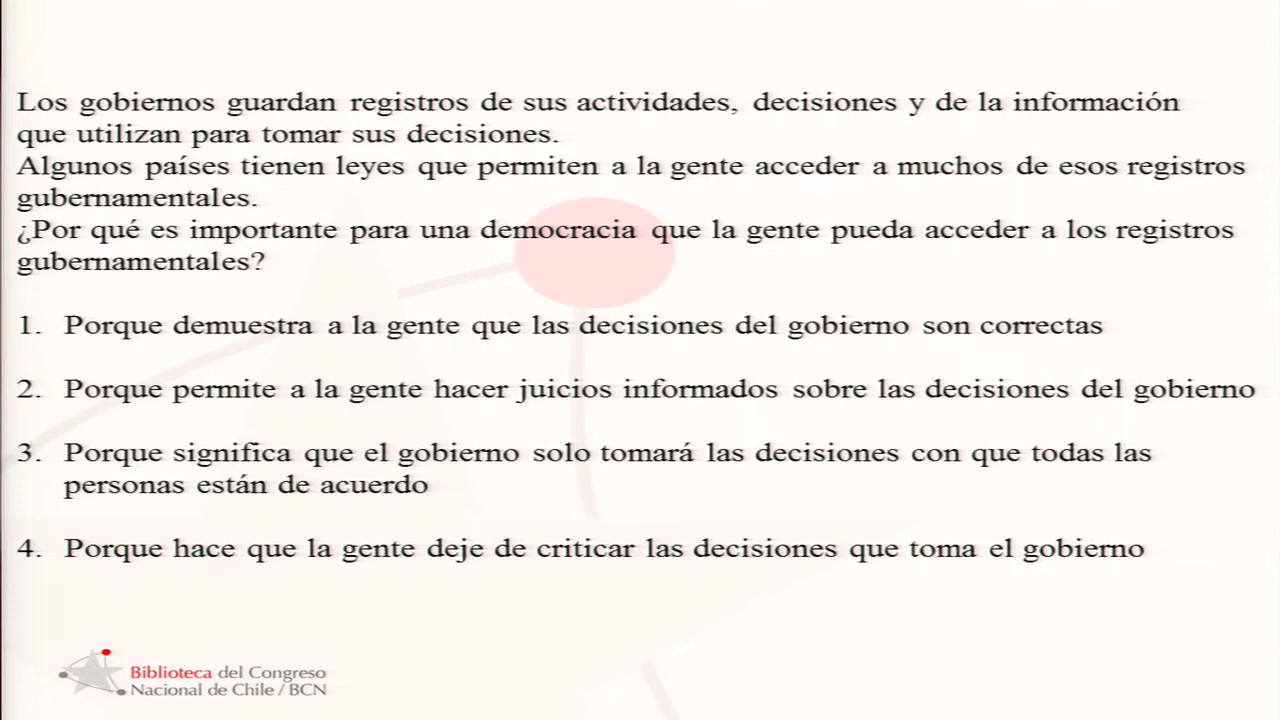 Los gobiernos guardan registros de sus actividades, decisiones y de la información
que utilizan para tomar sus decisiones.
Algunos países tienen leyes que permiten a la gente acceder a muchos de esos registros
gubernamentales.
¿Por qué es importante para una democracia que la gente pueda acceder a los registros
gubernamentales?
1. Porque demuestra a la gente que las decisiones del gobierno son correctas
2. Porque permite a la gente hacer juicios informados sobre las decisiones del gobierno
3. Porque significa que el gobierno solo tomará las decisiones con que todas las
personas están de acuerdo
4. Porque hace que la gente deje de criticar las decisiones que toma el gobierno
Biblioteca del Congreso
Nacional de Chile / BCN